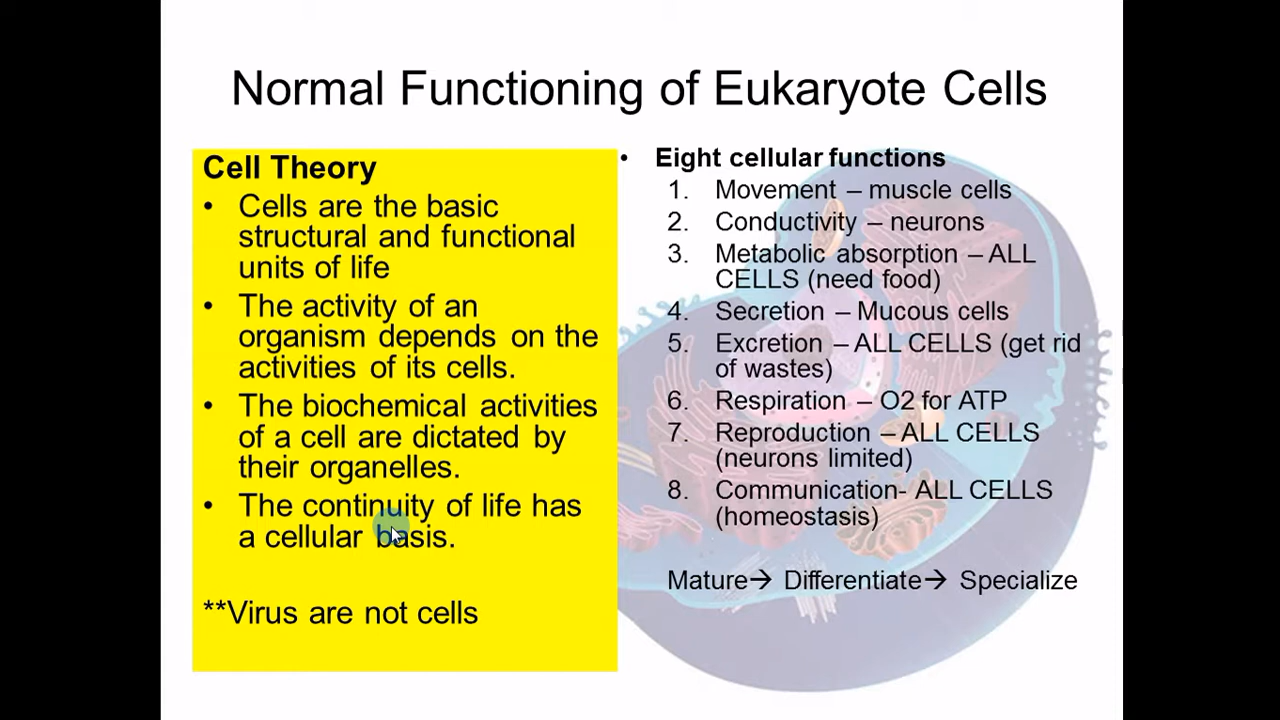 Normal Functioning of Eukaryote Cells
Cell Theory
• Cells are the basic
structural and functional
units of life
• The activity of an
organism depends on the
activities of its cells.
• The biochemical activities
of a cell are dictated by
their organelles.
• The continuity of life has
a cellular basis.
**Virus are not cells
• Eight cellular functions
1. Movement – muscle cells
2. Conductivity – neurons
3. Metabolic absorption – ALL
CELLS (need food)
4. Secretion – Mucous cells
5. Excretion – ALL CELLS (get rid
of wastes)
6. Respiration – O2 for ATP
7. Reproduction – ALL CELLS
(neurons limited)
8. Communication- ALL CELLS
(homeostasis)
Mature→ Differentiate→ Specialize